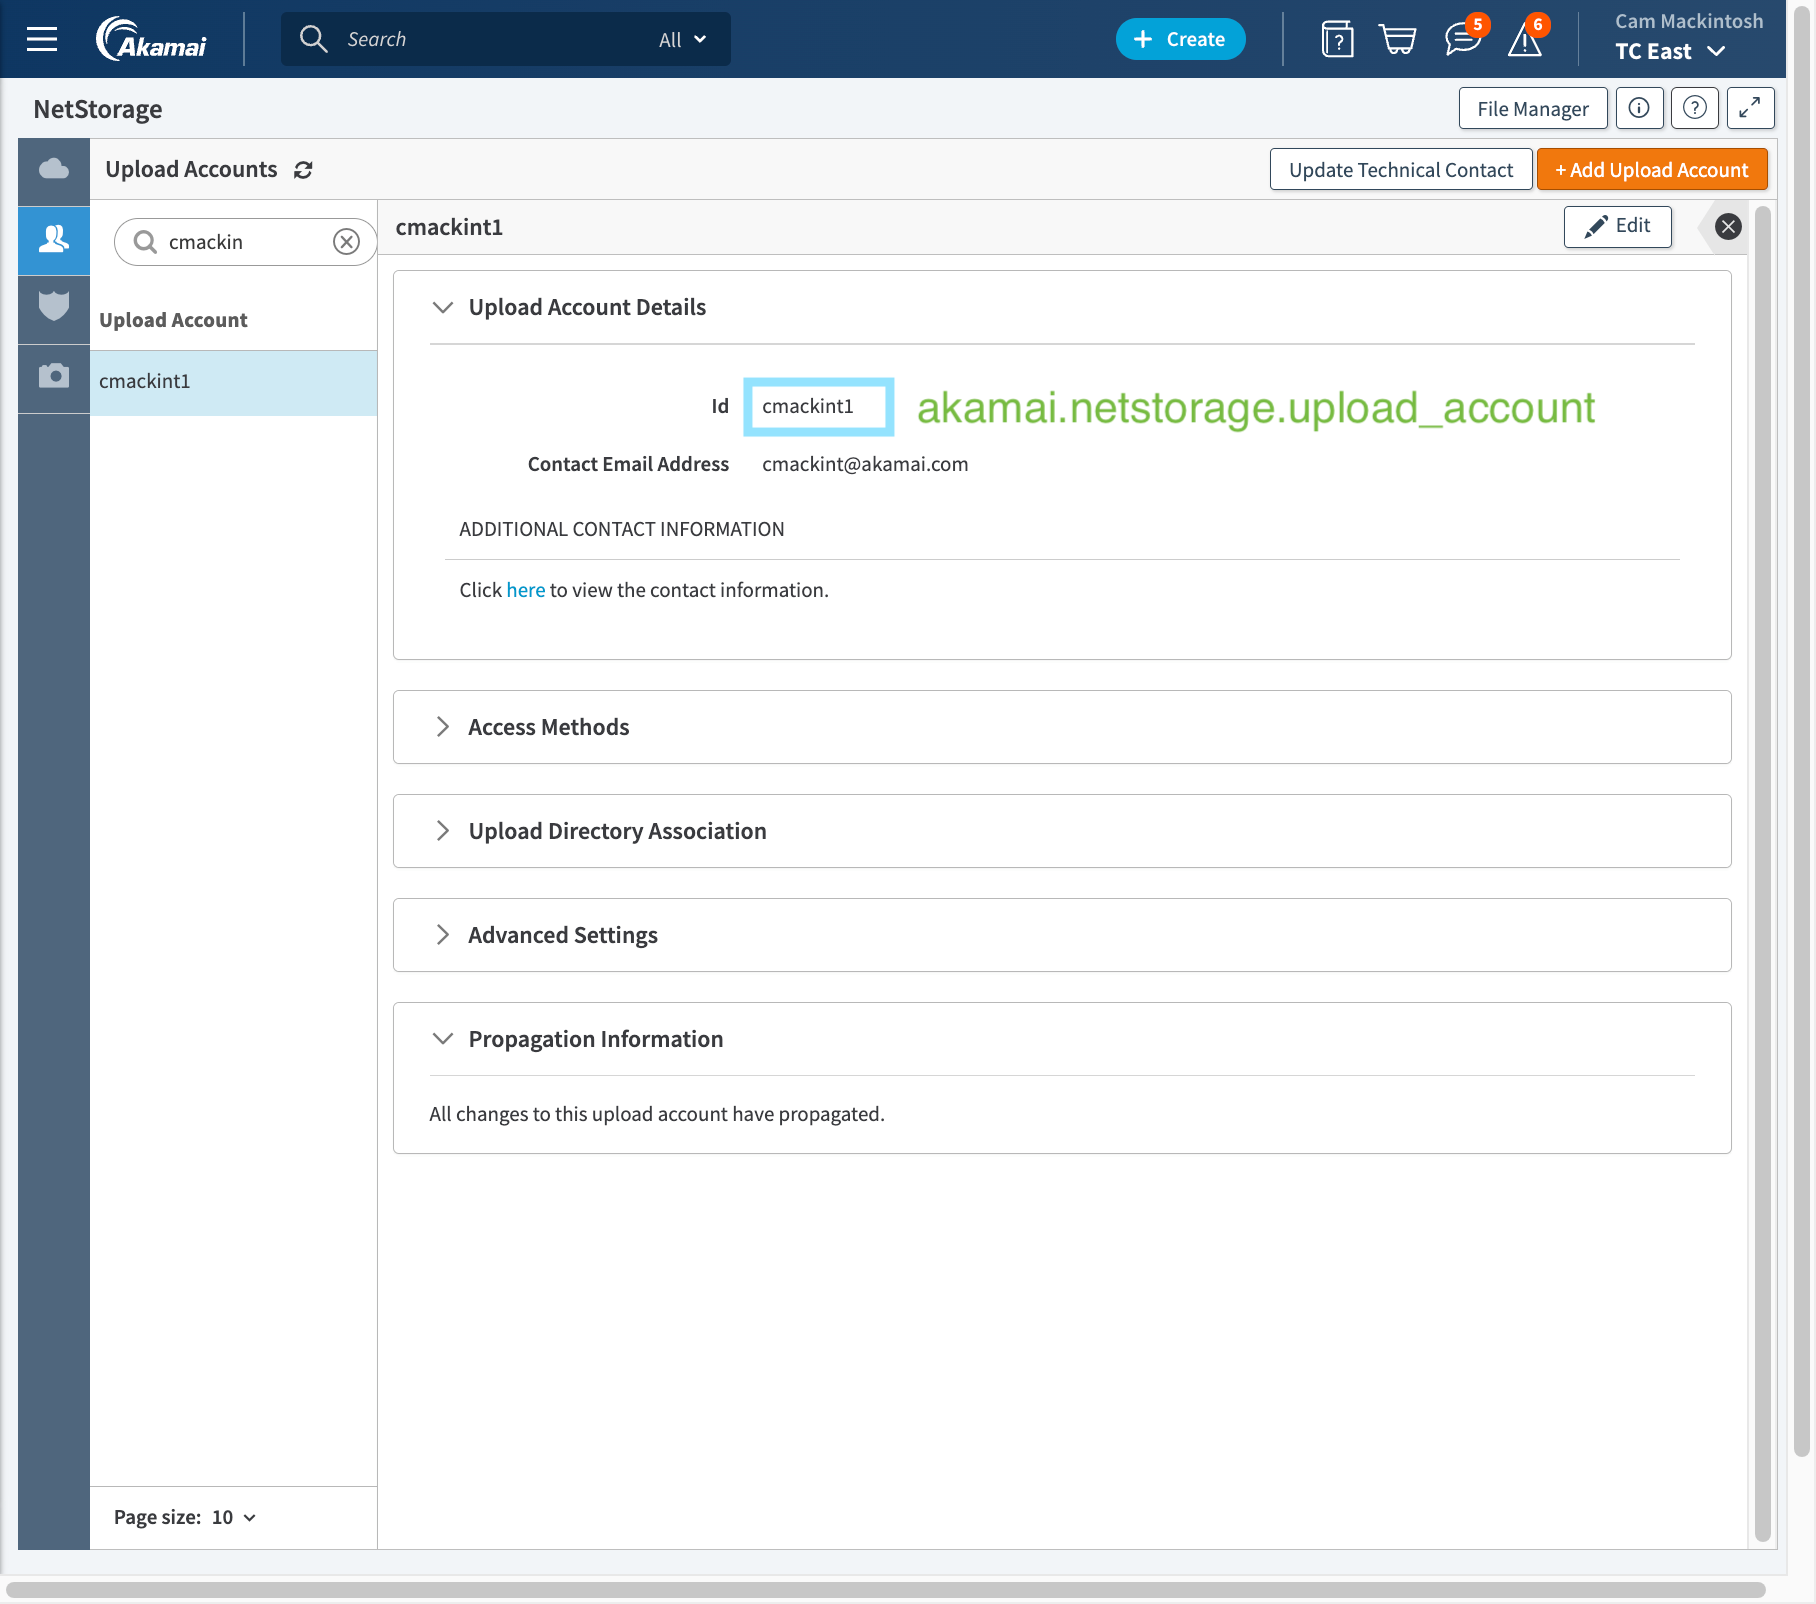 Akamai
Search
All
+ Create
5
6
Cam Mackintosh
TC East
NetStorage
File Manager
Upload Accounts
Update Technical Contact
+ Add Upload Account
cmackin
cmackint1
Edit
Upload Account
cmackint1
Upload Account Details
Id cmackint1 akamai.netstorage.upload_account
Contact Email Address cmackint@akamai.com
ADDITIONAL CONTACT INFORMATION
Click here to view the contact information.
Access Methods
Upload Directory Association
Advanced Settings
Propagation Information
All changes to this upload account have propagated.
Page size: 10